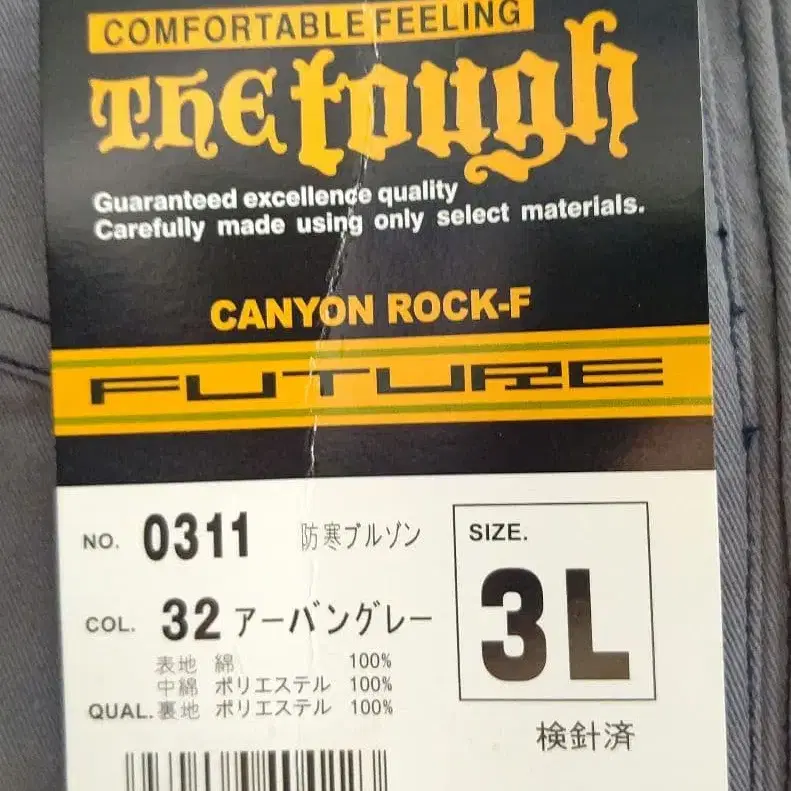 COMFORTABLE FEELING
The tough
Guaranteed excellence quality
Carefully made using only select materials.
CANYON ROCK-F
FUTURE
NO. 0311 防寒ブルゾン
SIZE.
3L
COL. 32 アーバングレー
表地 綿 100%
中綿 ポリエステル 100%
QUAL. 裏地 ポリエステル 100%
検針済